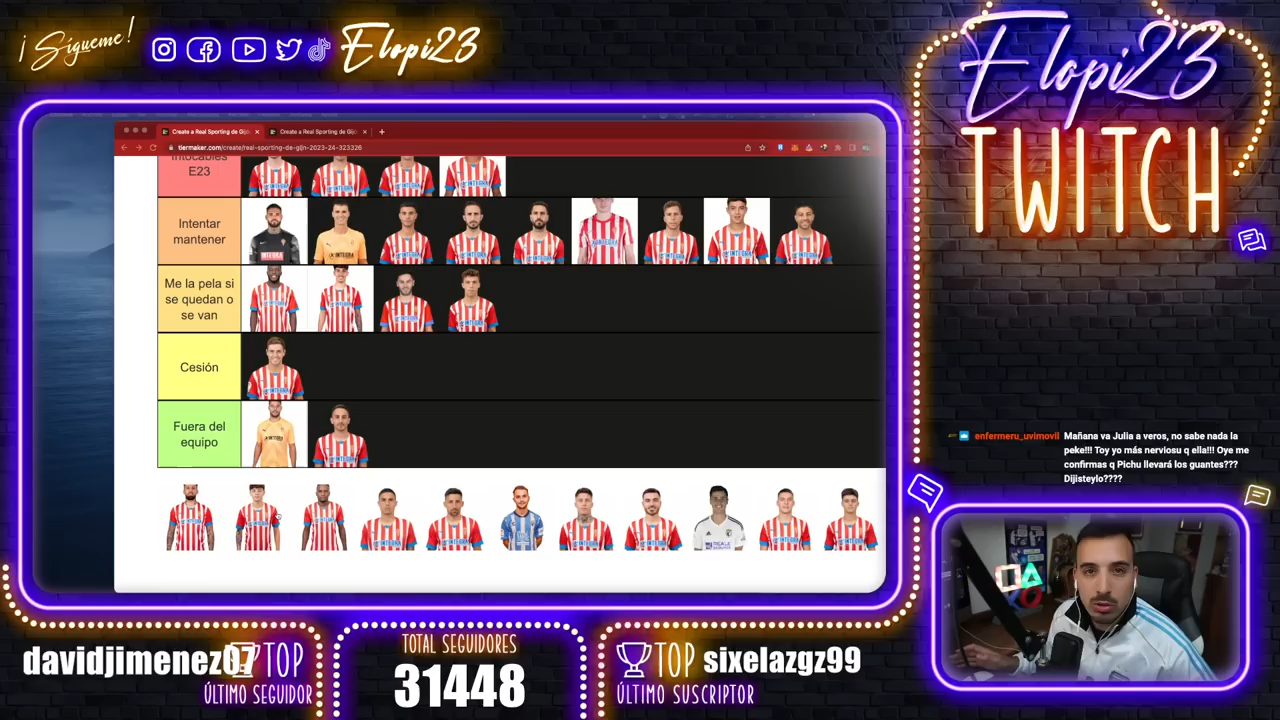 ¡Sígueme!
Elopi23
Elopi23
TWITCH
Create a Real Sporting de Gijó
Create a Real Sporting de Gijó
tiermaker.com/create/real-sporting-de-gijn-2023-24-323326
Intocables
E23
Intentar
mantener
Me la pela si
se quedan o
se van
Cesión
Fuera del
equipo
enfermeru_uvimovil Mañana va Julia a veros, no sabe nada la
peke!!! Toy yo más nerviosu q ella!!! Oye me
confirmas q Pichu llevará los guantes???
Dijisteylo????
davidjimenez07
TOP
ÚLTIMO SEGUIDOR
TOTAL SEGUIDORES
31448
TOP
sixelazgz99
ÚLTIMO SUSCRIPTOR